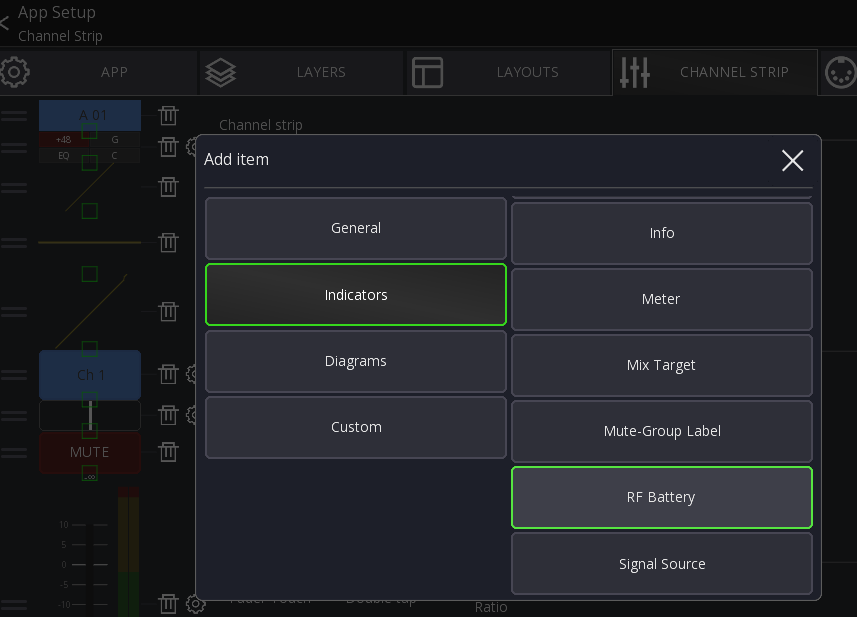 App Setup
Channel Strip
APP
LAYERS
LAYOUTS
CHANNEL STRIP
A 01
+48 G
EQ C
Channel strip
Add item
General
Indicators
Diagrams
Custom
Info
Meter
Mix Target
Mute-Group Label
RF Battery
Signal Source
Ch 1
MUTE
-∞
10
5
0
-5
-10
Fader Touch
Double tap
Ratio